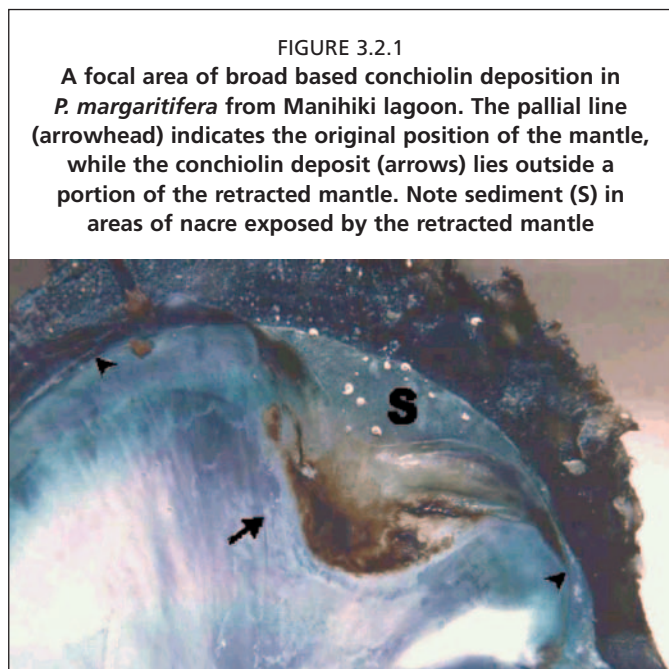 FIGURE 3.2.1
A focal area of broad based conchiolin deposition in
P. margaritifera from Manihiki lagoon. The pallial line
(arrowhead) indicates the original position of the mantle,
while the conchiolin deposit (arrows) lies outside a
portion of the retracted mantle. Note sediment (S) in
areas of nacre exposed by the retracted mantle
S